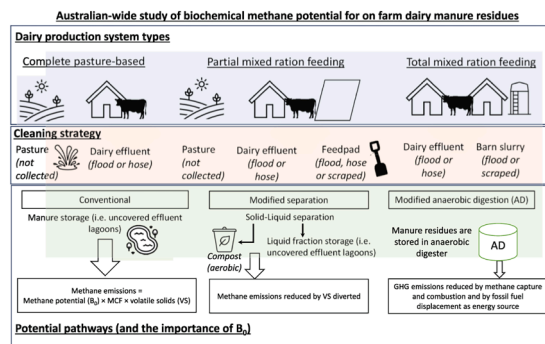 Australian-wide study of biochemical methane potential for on farm dairy manure residues
Dairy production system types
Complete pasture-based
Partial mixed ration feeding
Total mixed ration feeding
Cleaning strategy
Pasture
(not
collected)
Dairy effluent
(flood or hose)
Pasture
(not
collected)
Dairy effluent
(flood or
hose)
Feedpad
(flood, hose
or scraped)
Dairy effluent
(flood or
hose)
Barn slurry
(flood or
scraped)
Conventional
Manure storage (i.e. uncovered effluent
lagoons)
Methane emissions =
Methane potential (B₀) × MCF × volatile solids (VS)
Modified separation
Solid-Liquid separation
Compost
(aerobic)
Liquid fraction storage (i.e.
uncovered effluent lagoons)
Methane emissions reduced by VS diverted
Modified anaerobic digestion (AD)
Manure residues are
stored in anaerobic
digester
AD
GHG emissions reduced by methane capture
and combustion and by fossil fuel
displacement as energy source
Potential pathways (and the importance of B₀)